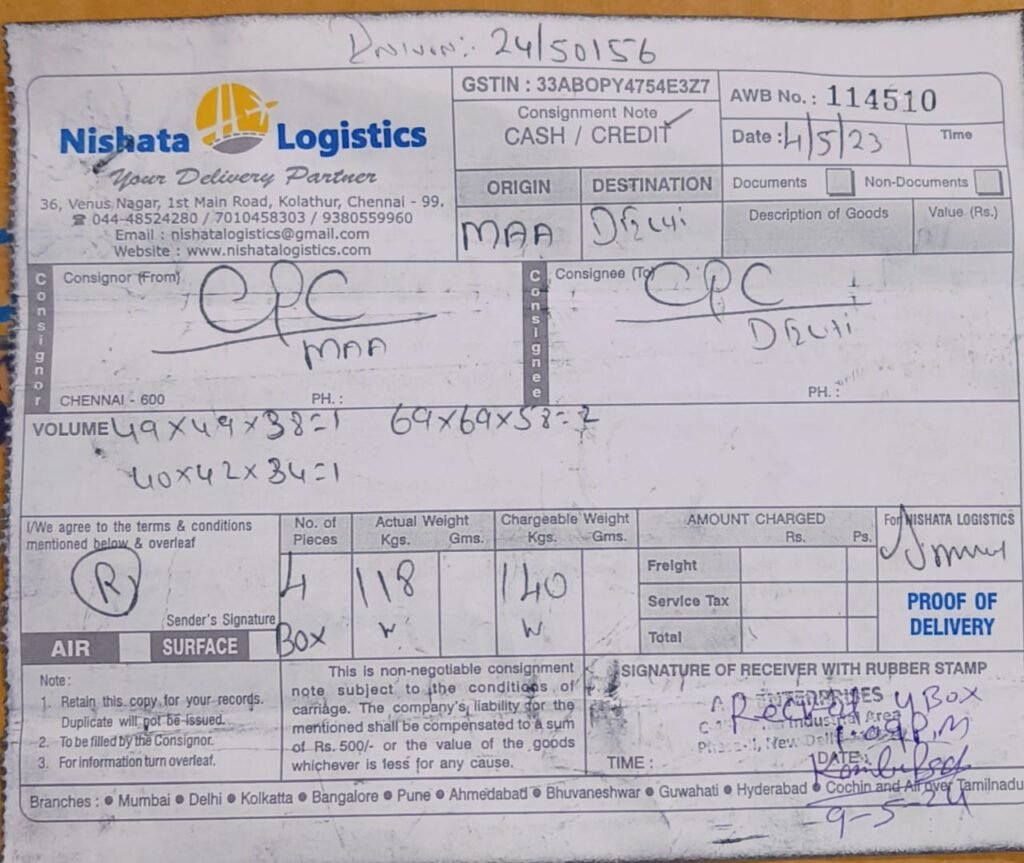 24/50156
Nishata Logistics
Your Delivery Partner
36, Venus Nagar, 1st Main Road, Kolathur, Chennai - 99.
☎ 044-48524280 / 7010458303 / 9380559960
Email : nishatalogistics@gmail.com
Website : www.nishatalogistics.com
GSTIN : 33ABOPY4754E3Z7
Consignment Note
CASH / CREDIT ✓
AWB No. : 114510
Date : 4/5/23 Time
ORIGIN DESTINATION
MAA Delhi
Documents Non-Documents
Description of Goods Value (Rs.)
Consignor
Consignor (From)
CPC
MAA
CHENNAI - 600 PH. :
Consignee
Consignee (To)
CPC
Delhi
PH. :
VOLUME 49x49x38=1 69x69x58=2
40x42x34=1
I/We agree to the terms & conditions
mentioned below & overleaf
R
Sender's Signature
AIR SURFACE
No. of Pieces
4
BOX
Actual Weight
Kgs. Gms.
118
W
Chargeable Weight
Kgs. Gms.
140
W
AMOUNT CHARGED
Rs. Ps.
Freight
Service Tax
Total
For NISHATA LOGISTICS
PROOF OF
DELIVERY
Note :
1. Retain this copy for your records.
Duplicate will not be issued.
2. To be filled by the Consignor.
3. For information turn overleaf.
This is non-negotiable consignment
note subject to the conditions of
carriage. The company's liability for the
mentioned shall be compensated to a sum
of Rs. 500/- or the value of the goods
whichever is less for any cause.
SIGNATURE OF RECEIVER WITH RUBBER STAMP
ENTERPRISES
Industrial Area
New Delhi
4 Box
P.M
TIME : DATE :
9-5-24
Branches : ● Mumbai ● Delhi ● Kolkatta ● Bangalore ● Pune ● Ahmedabad ● Bhuvaneshwar ● Guwahati ● Hyderabad ● Cochin and All over Tamilnadu